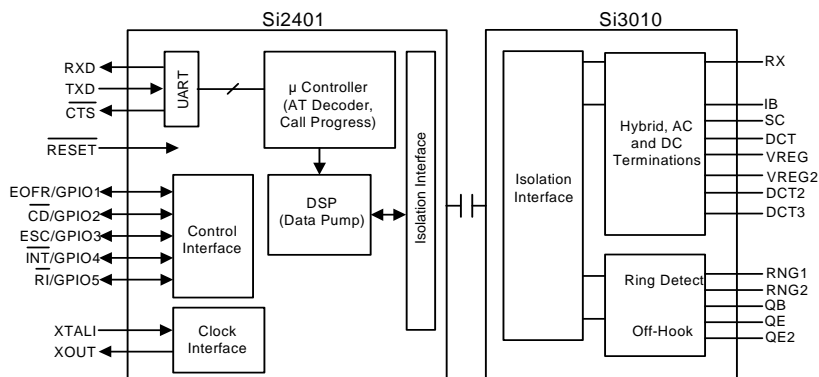 Si2401
Si3010
RXD
TXD
CTS
RESET
EOFR/GPIO1
CD/GPIO2
ESC/GPIO3
INT/GPIO4
RI/GPIO5
XTALI
XOUT
UART
µ Controller
(AT Decoder,
Call Progress)
DSP
(Data Pump)
Control
Interface
Clock
Interface
Isolation Interface
Isolation
Interface
Hybrid, AC
and DC
Terminations
Ring Detect
Off-Hook
RX
IB
SC
DCT
VREG
VREG2
DCT2
DCT3
RNG1
RNG2
QB
QE
QE2